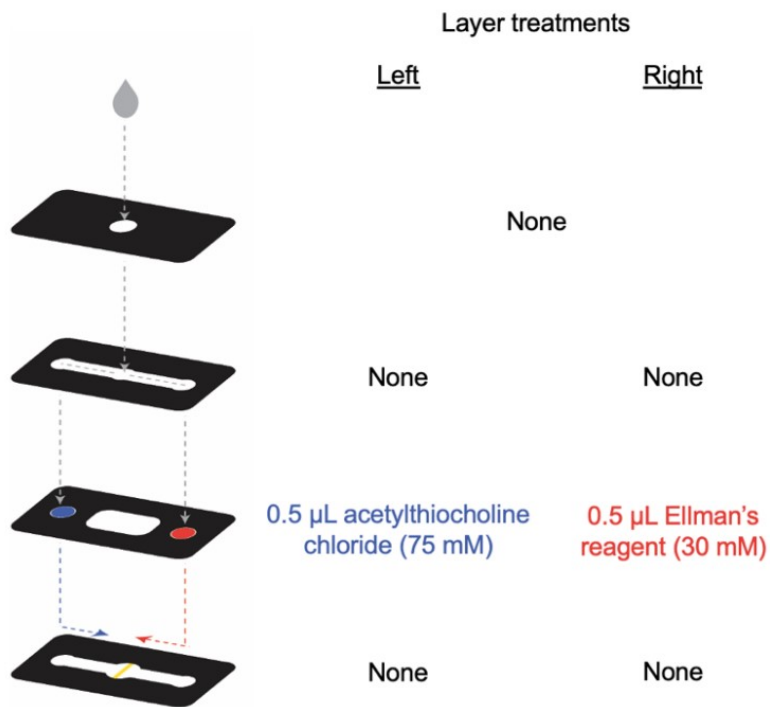 Layer treatments
Left Right
None
None None
0.5 µL acetylthiocholine 0.5 µL Ellman’s
chloride (75 mM) reagent (30 mM)
None None